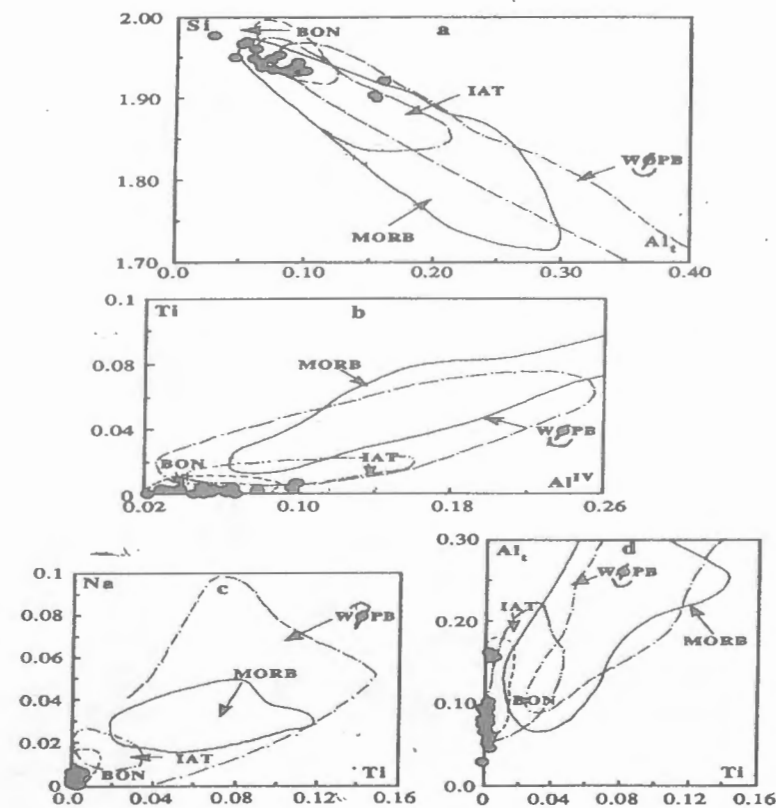 2.00 Si BON a
1.90 IAT
WPB
1.80
MORB Al_t
1.70
0.0 0.10 0.20 0.30 0.40
0.1 Ti b
0.08 MORB
0.04 WPB
BON IAT
0 Al^IV
0.02 0.10 0.18 0.26
0.1 Na c
0.08 WPB
0.06
MORB
0.04
0.02
BON IAT
0 Ti
0.0 0.04 0.08 0.12 0.16
0.30 Al_t d
WPB
IAT
0.20
MORB
0.10 BON
0.0 Ti
0 0.04 0.08 0.12 0.16